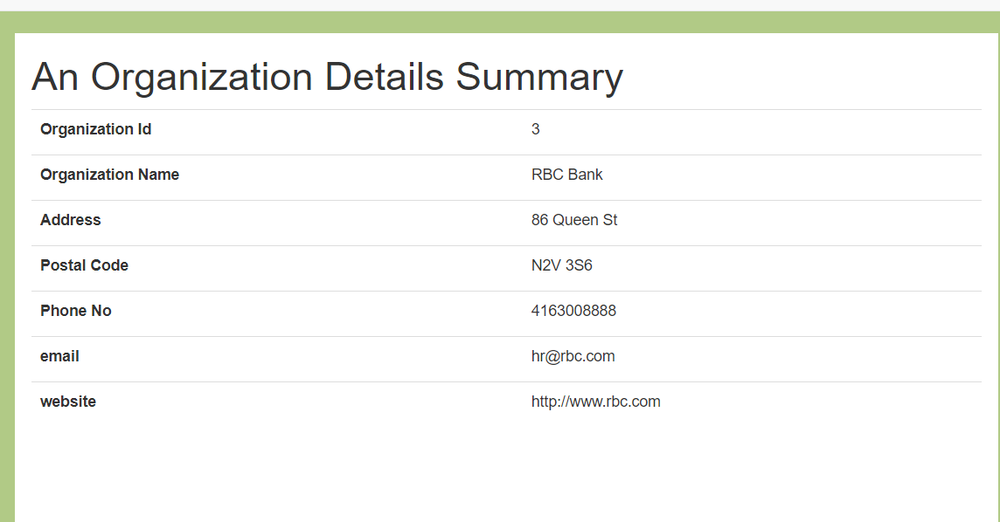 An Organization Details Summary
Organization Id 3
Organization Name RBC Bank
Address 86 Queen St
Postal Code N2V 3S6
Phone No 4163008888
email hr@rbc.com
website http://www.rbc.com